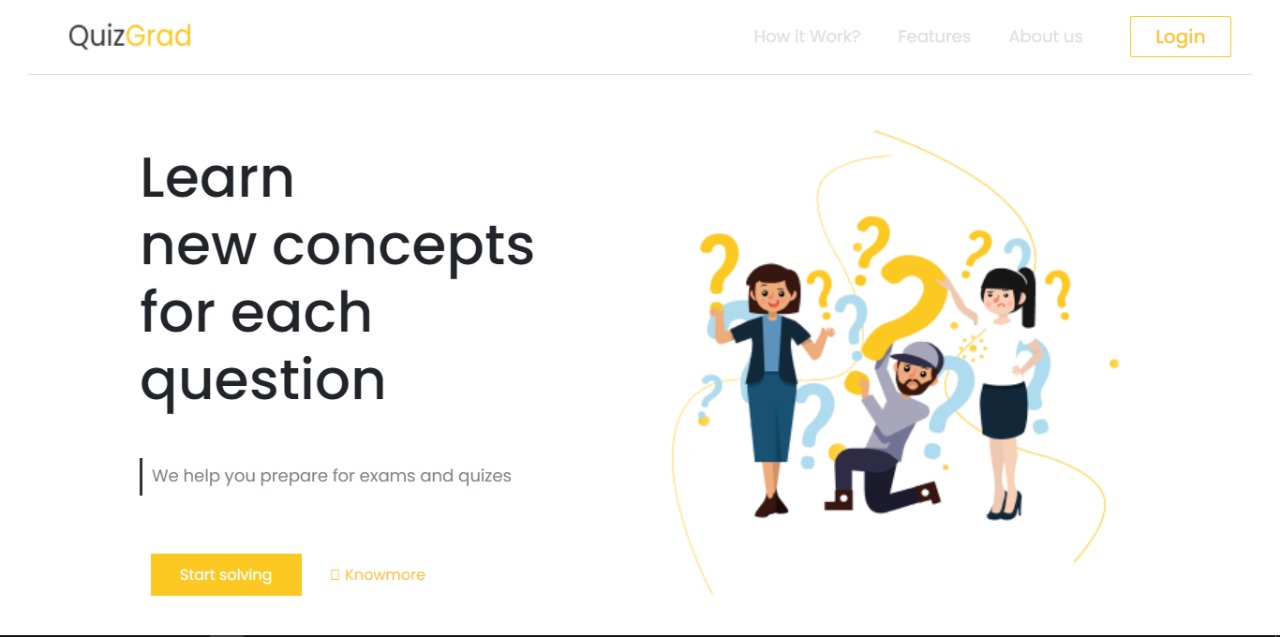 QuizGrad
How it Work?
Features
About us
Login
Learn
new concepts
for each
question
We help you prepare for exams and quizes
Start solving
Knowmore